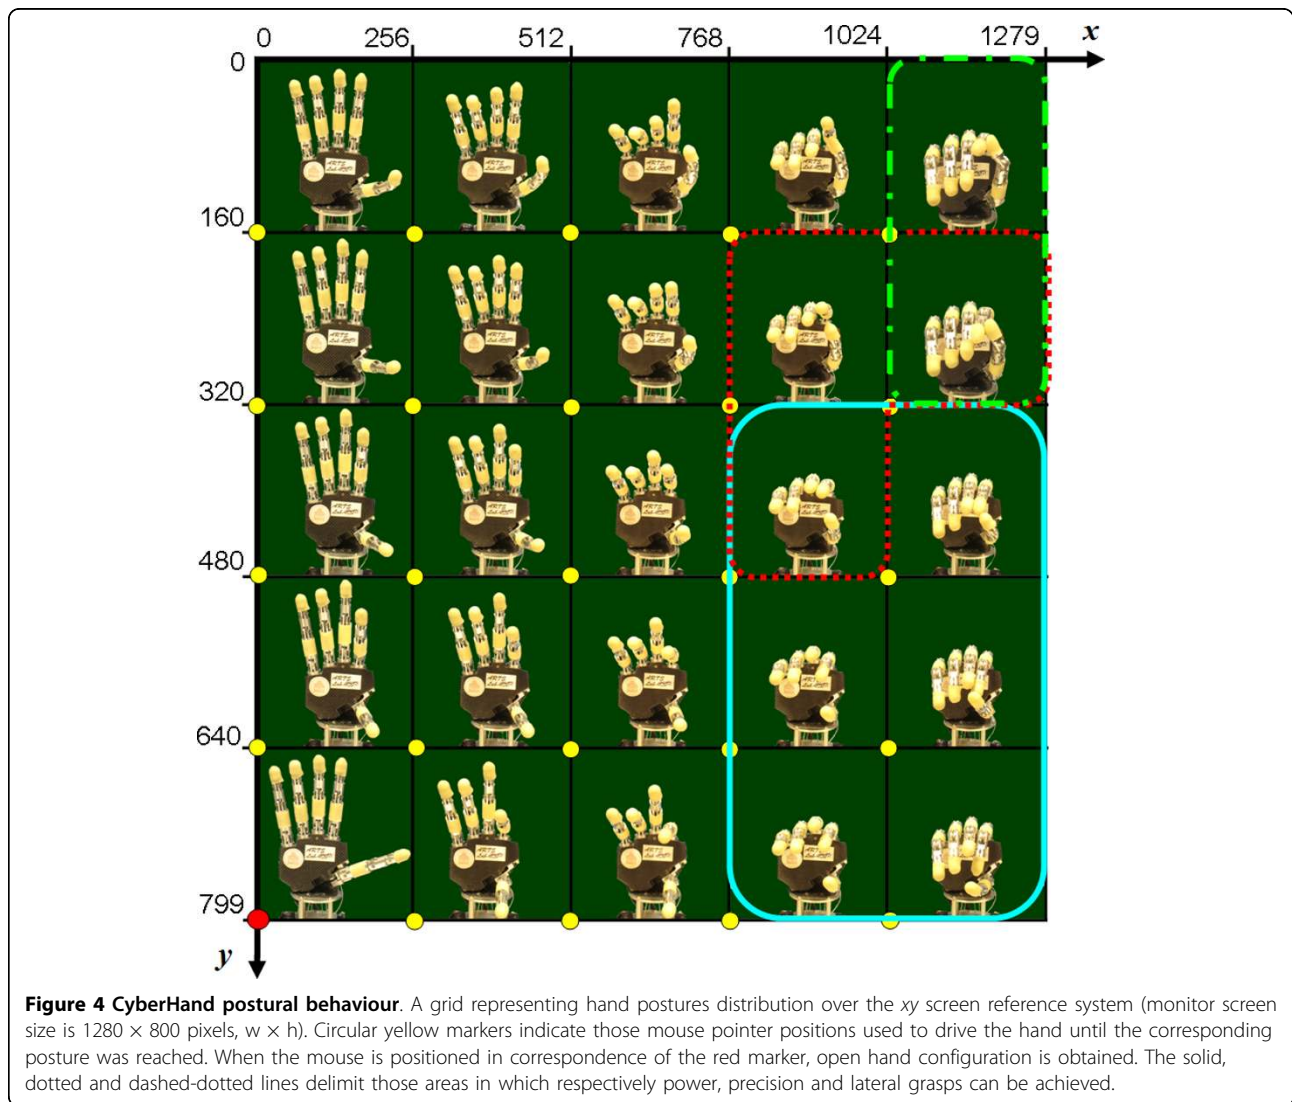 0 256 512 768 1024 1279 x
0
160
320
480
640
799
y
Figure 4 CyberHand postural behaviour. A grid representing hand postures distribution over the xy screen reference system (monitor screen
size is 1280 × 800 pixels, w × h). Circular yellow markers indicate those mouse pointer positions used to drive the hand until the corresponding
posture was reached. When the mouse is positioned in correspondence of the red marker, open hand configuration is obtained. The solid,
dotted and dashed-dotted lines delimit those areas in which respectively power, precision and lateral grasps can be achieved.